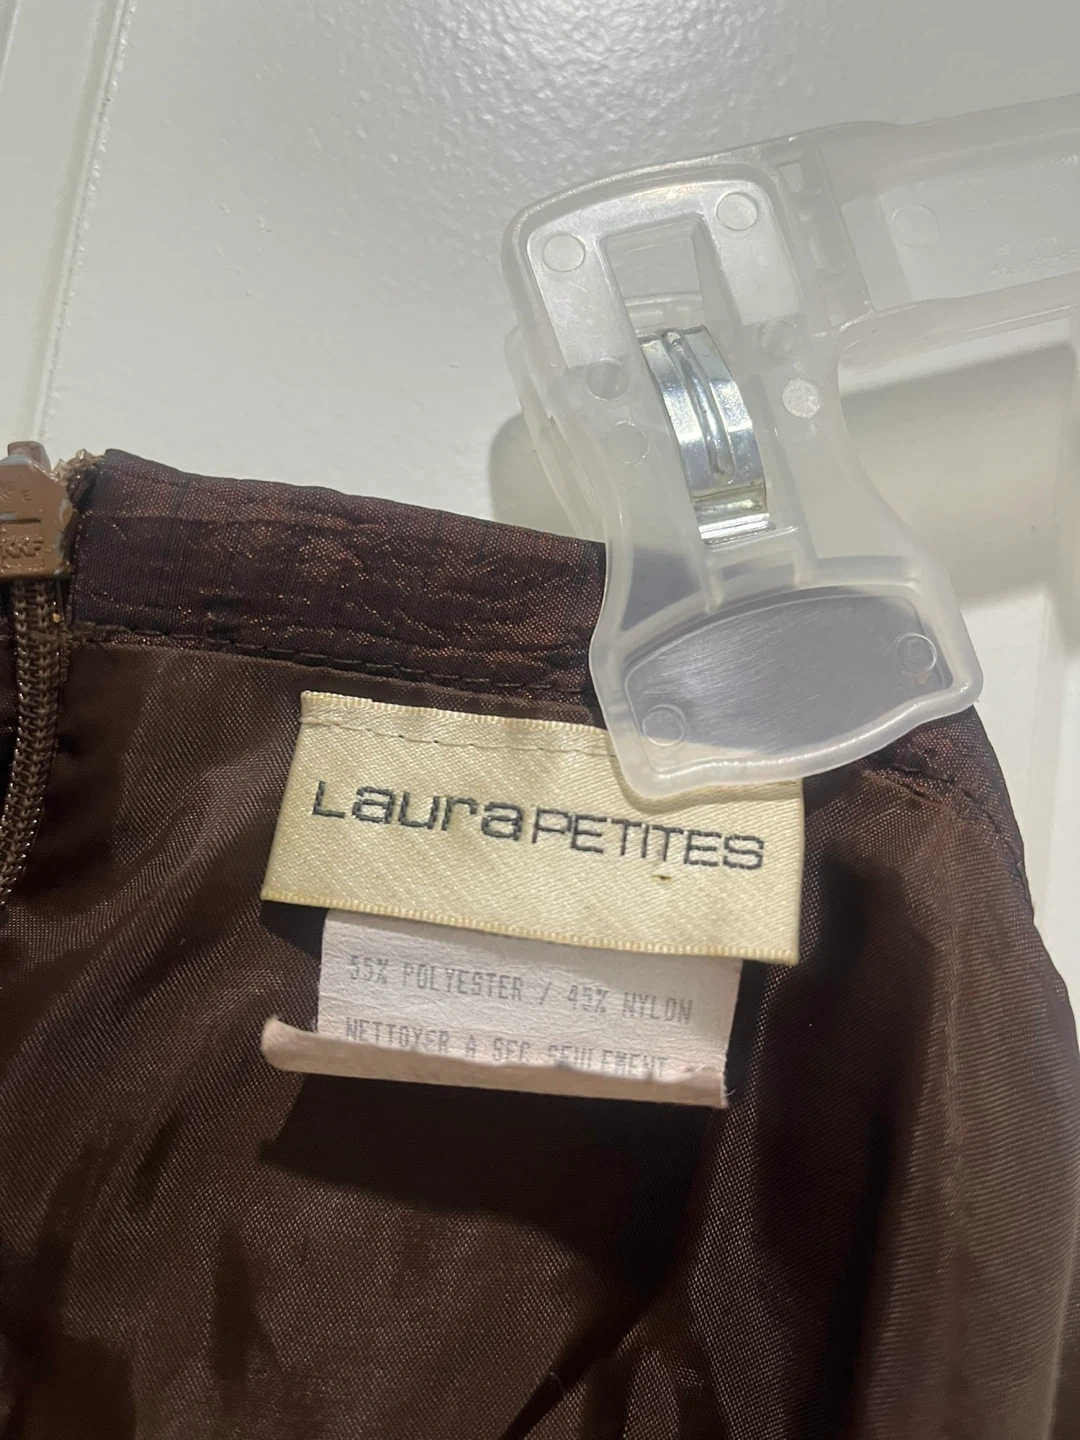 Laura PETITES
55% POLYESTER / 45% NYLON
NETTOYER A SEC SEULEMENT